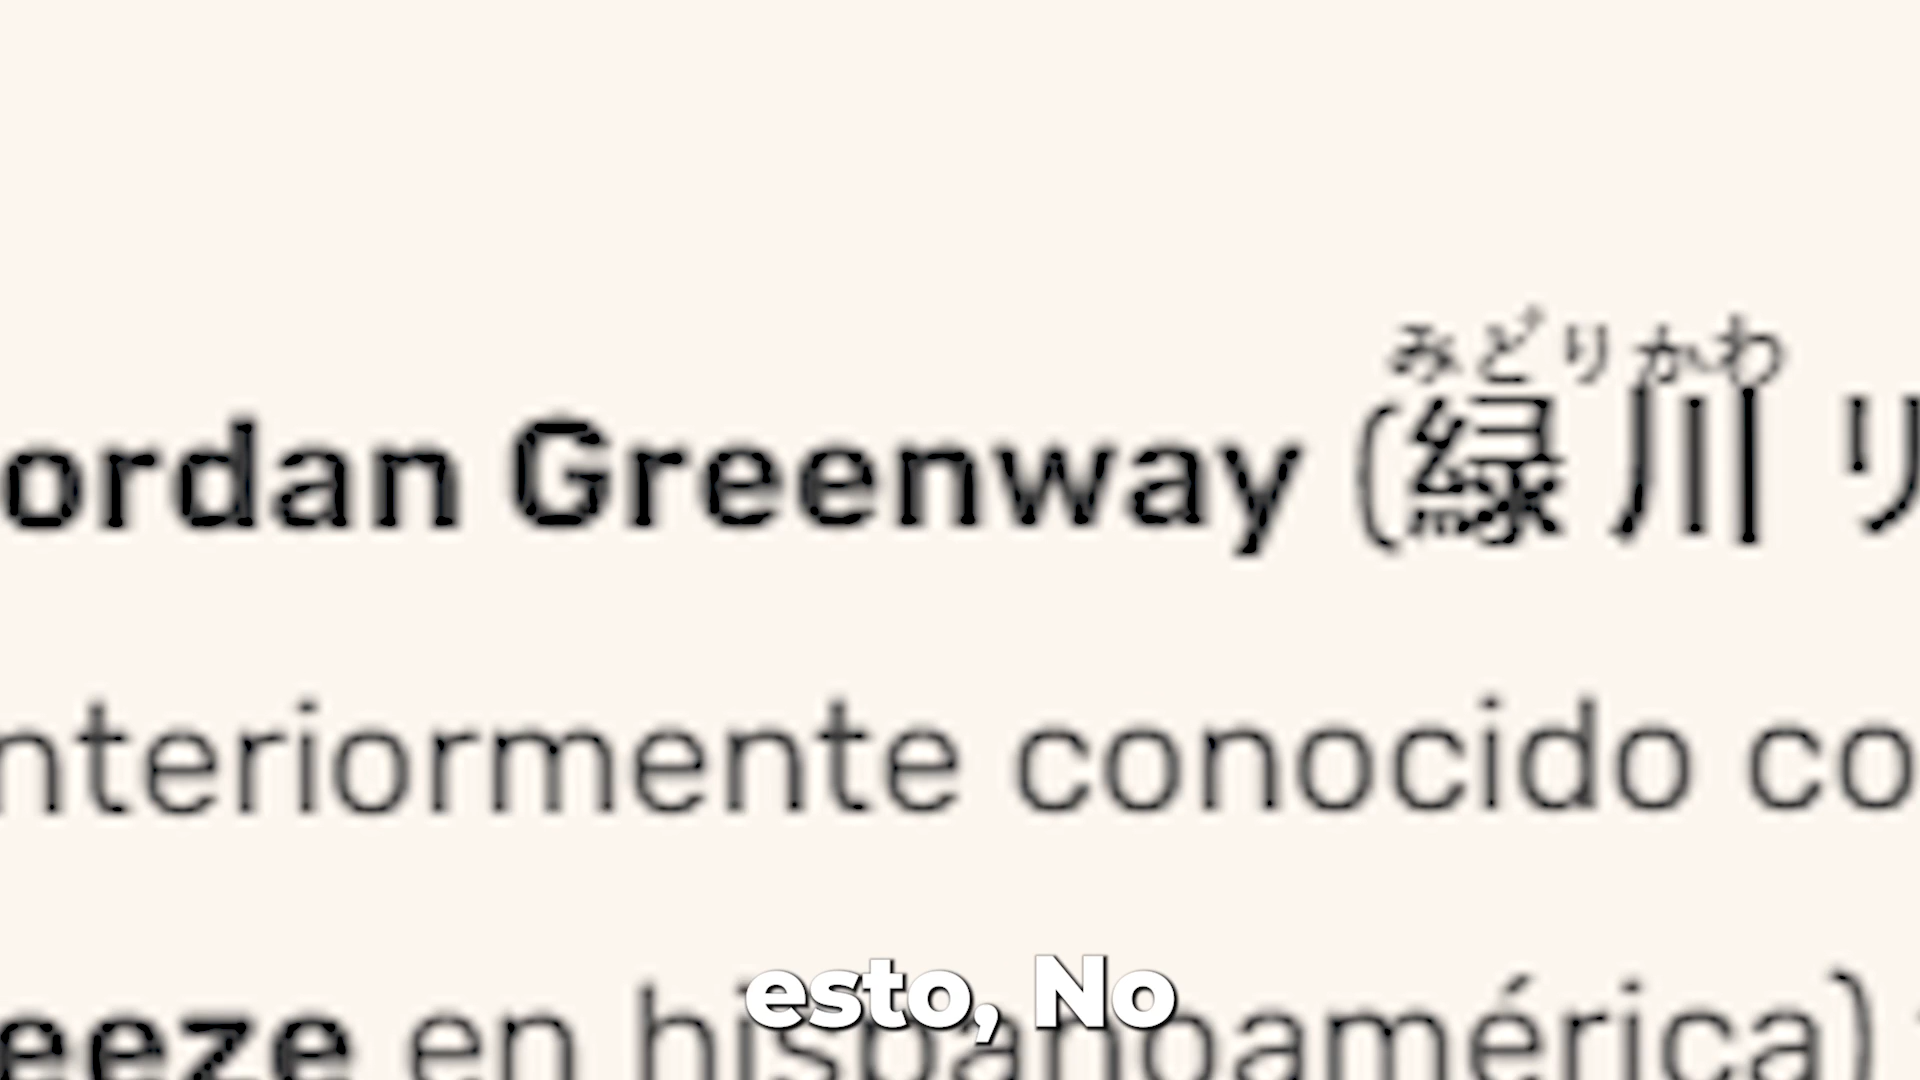 みどりかわ
ordan Greenway (緑川 リ
nteriormente conocido co
eeze en hispanoamérica)
esto, No